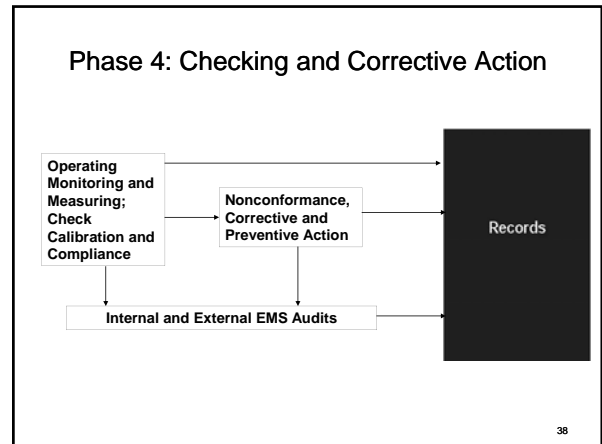 Phase 4: Checking and Corrective Action
Operating
Monitoring and
Measuring;
Check
Calibration and
Compliance
Nonconformance,
Corrective and
Preventive Action
Records
Internal and External EMS Audits
38